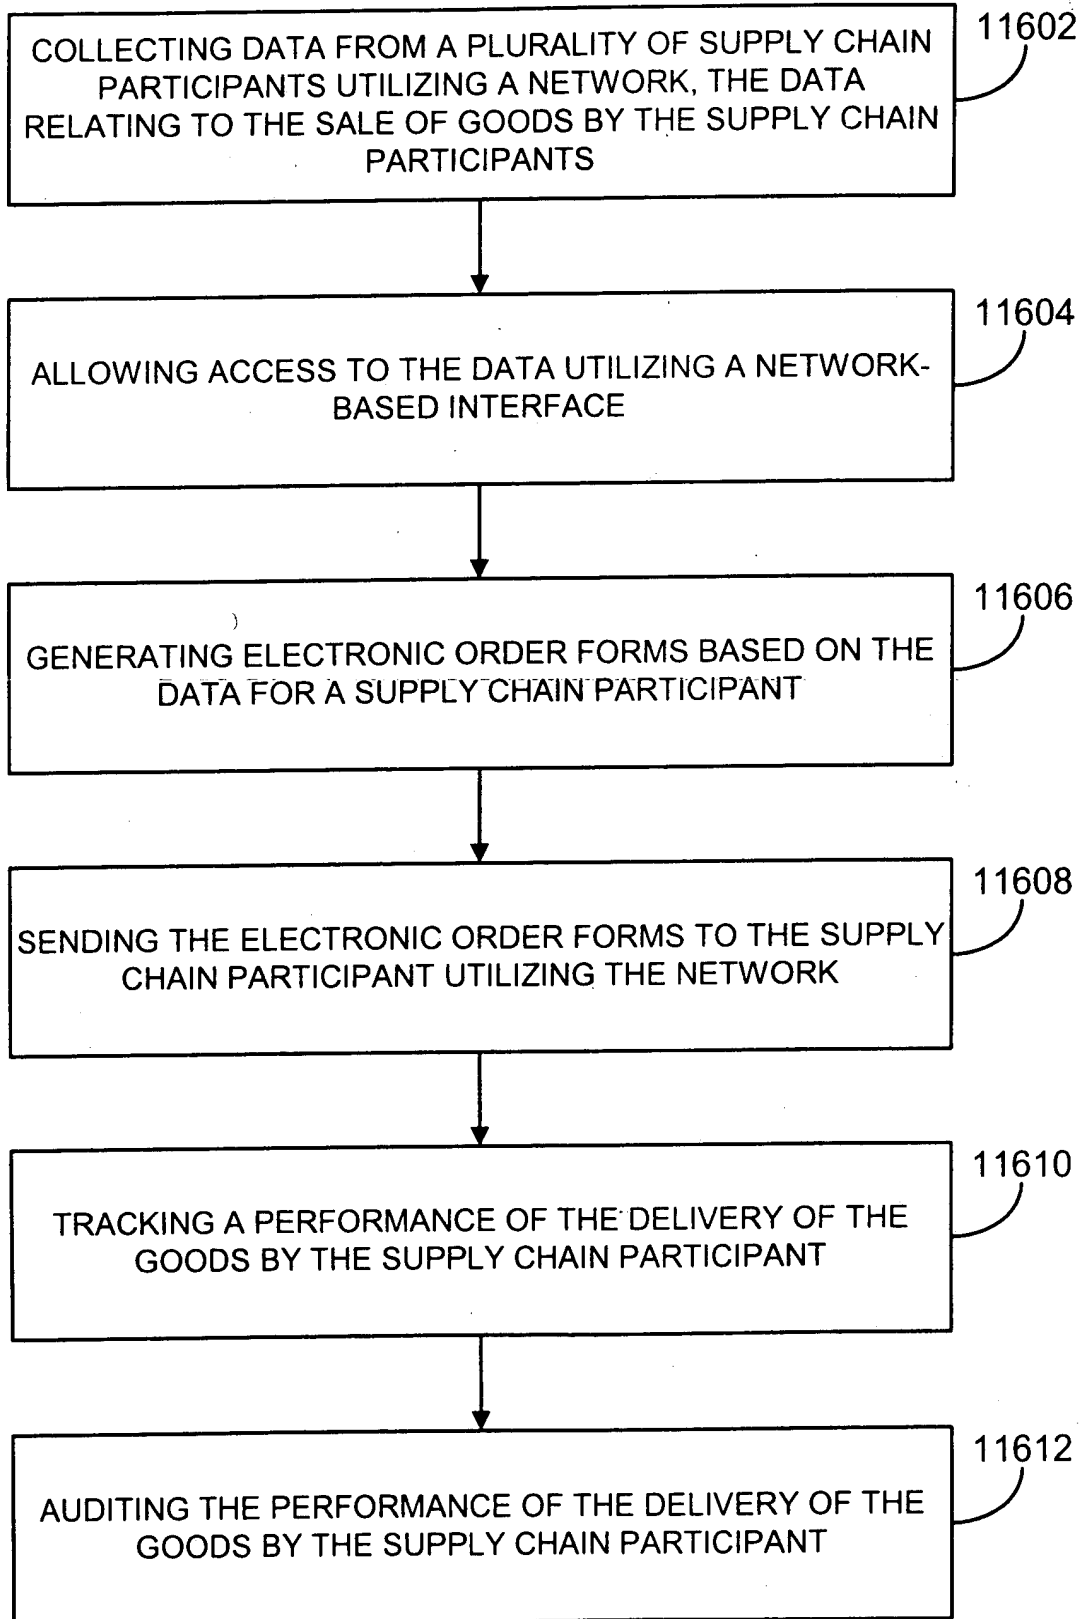 11602
COLLECTING DATA FROM A PLURALITY OF SUPPLY CHAIN
PARTICIPANTS UTILIZING A NETWORK, THE DATA
RELATING TO THE SALE OF GOODS BY THE SUPPLY CHAIN
PARTICIPANTS
11604
ALLOWING ACCESS TO THE DATA UTILIZING A NETWORK-
BASED INTERFACE
11606
GENERATING ELECTRONIC ORDER FORMS BASED ON THE
DATA FOR A SUPPLY CHAIN PARTICIPANT
11608
SENDING THE ELECTRONIC ORDER FORMS TO THE SUPPLY
CHAIN PARTICIPANT UTILIZING THE NETWORK
11610
TRACKING A PERFORMANCE OF THE DELIVERY OF THE
GOODS BY THE SUPPLY CHAIN PARTICIPANT
11612
AUDITING THE PERFORMANCE OF THE DELIVERY OF THE
GOODS BY THE SUPPLY CHAIN PARTICIPANT